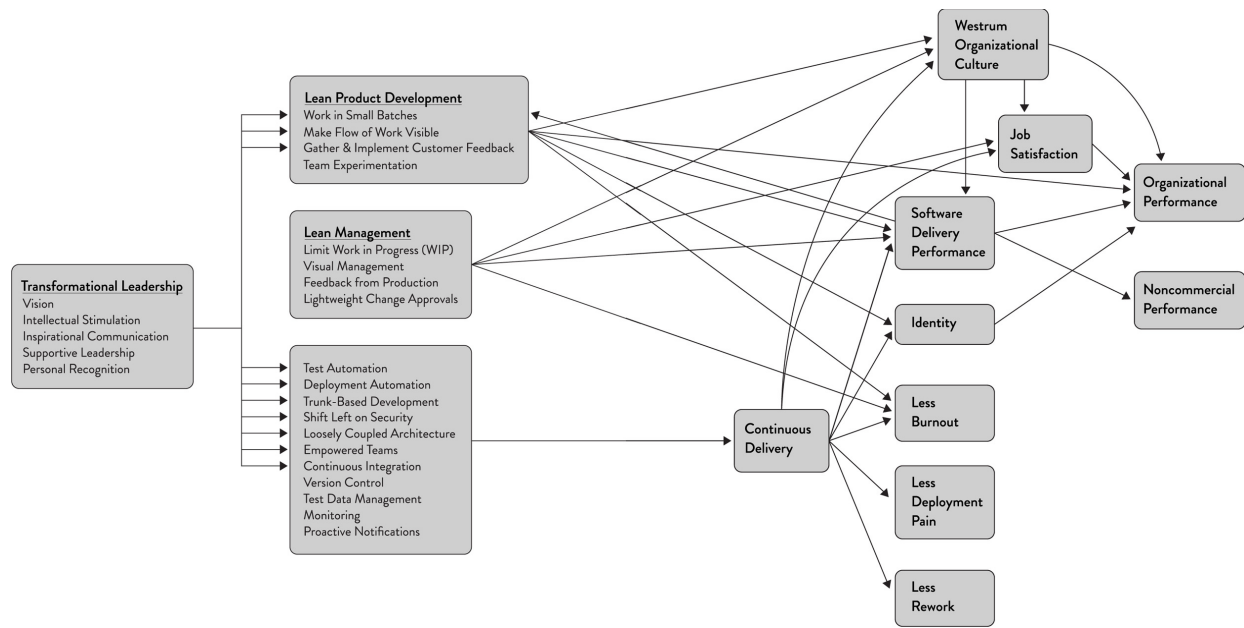 Transformational Leadership
Vision
Intellectual Stimulation
Inspirational Communication
Supportive Leadership
Personal Recognition
Lean Product Development
Work in Small Batches
Make Flow of Work Visible
Gather & Implement Customer Feedback
Team Experimentation
Lean Management
Limit Work in Progress (WIP)
Visual Management
Feedback from Production
Lightweight Change Approvals
Test Automation
Deployment Automation
Trunk-Based Development
Shift Left on Security
Loosely Coupled Architecture
Empowered Teams
Continuous Integration
Version Control
Test Data Management
Monitoring
Proactive Notifications
Continuous
Delivery
Westrum
Organizational
Culture
Job
Satisfaction
Software
Delivery
Performance
Identity
Less
Burnout
Less
Deployment
Pain
Less
Rework
Organizational
Performance
Noncommercial
Performance